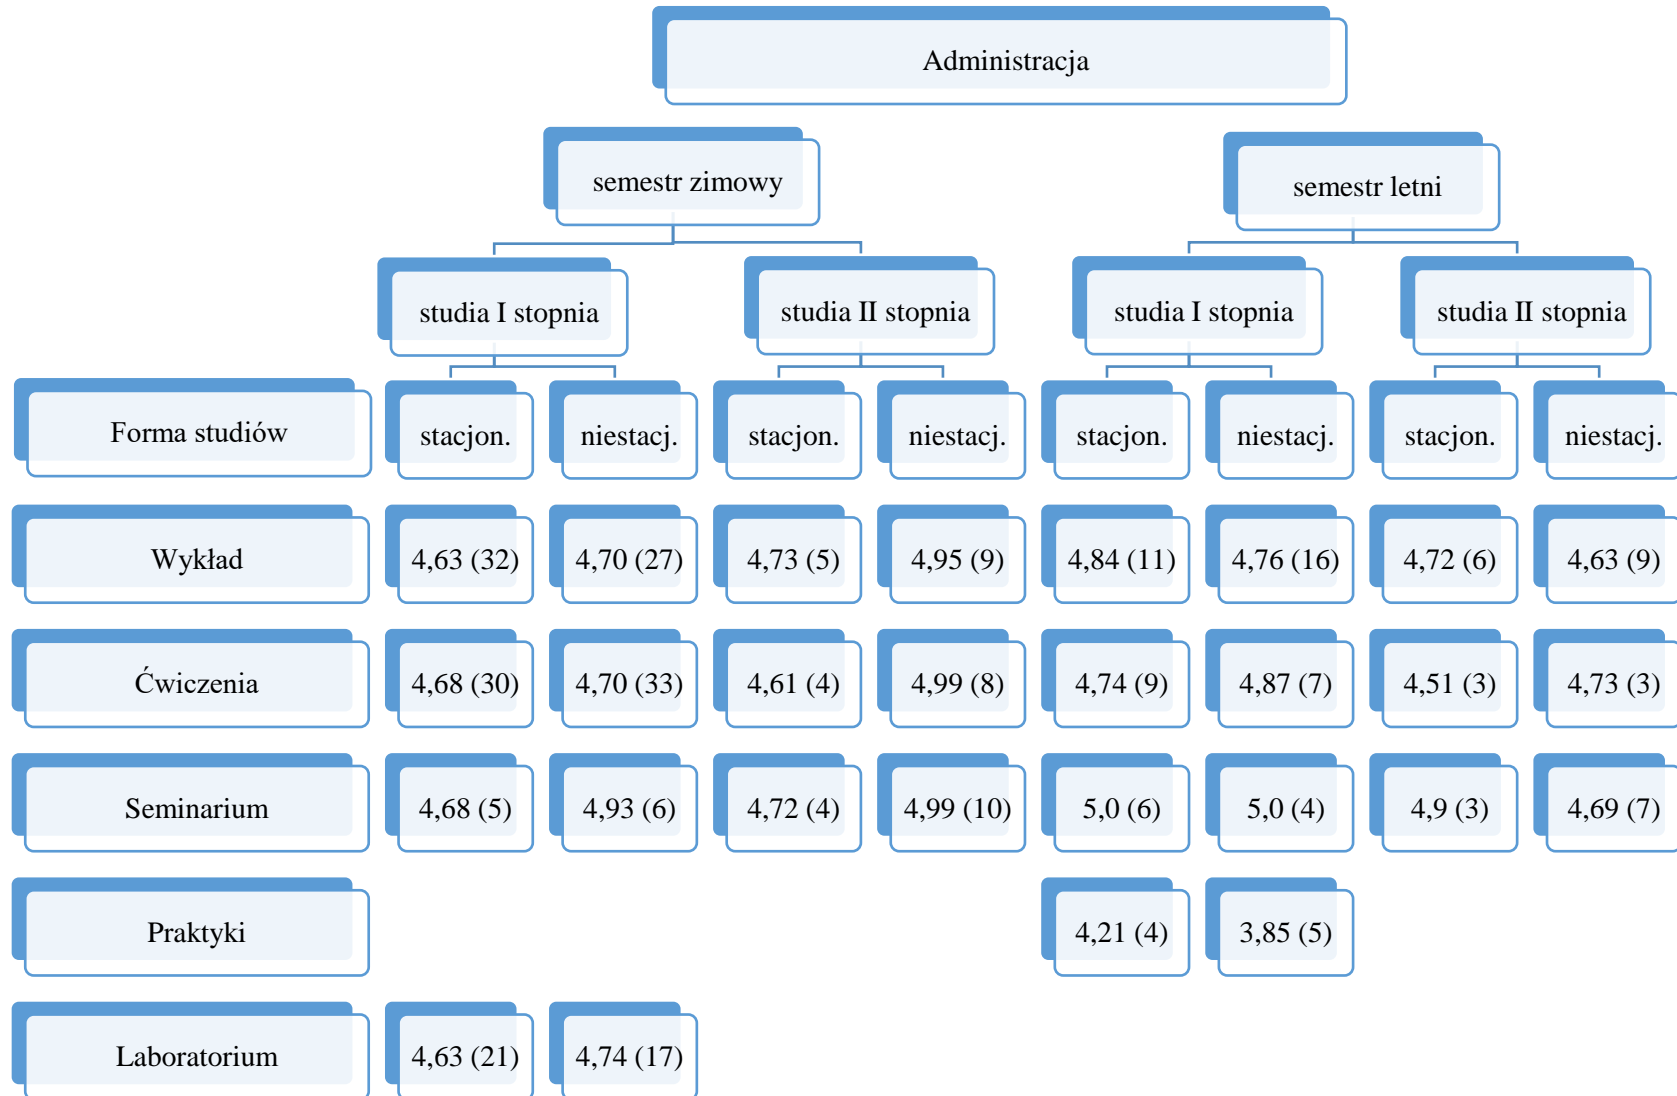 Administracja
semestr zimowy
semestr letni
studia I stopnia
studia II stopnia
studia I stopnia
studia II stopnia
Forma studiów
stacjon.
niestacj.
stacjon.
niestacj.
stacjon.
niestacj.
stacjon.
niestacj.
Wykład
4,63 (32)
4,70 (27)
4,73 (5)
4,95 (9)
4,84 (11)
4,76 (16)
4,72 (6)
4,63 (9)
Ćwiczenia
4,68 (30)
4,70 (33)
4,61 (4)
4,99 (8)
4,74 (9)
4,87 (7)
4,51 (3)
4,73 (3)
Seminarium
4,68 (5)
4,93 (6)
4,72 (4)
4,99 (10)
5,0 (6)
5,0 (4)
4,9 (3)
4,69 (7)
Praktyki
4,21 (4)
3,85 (5)
Laboratorium
4,63 (21)
4,74 (17)